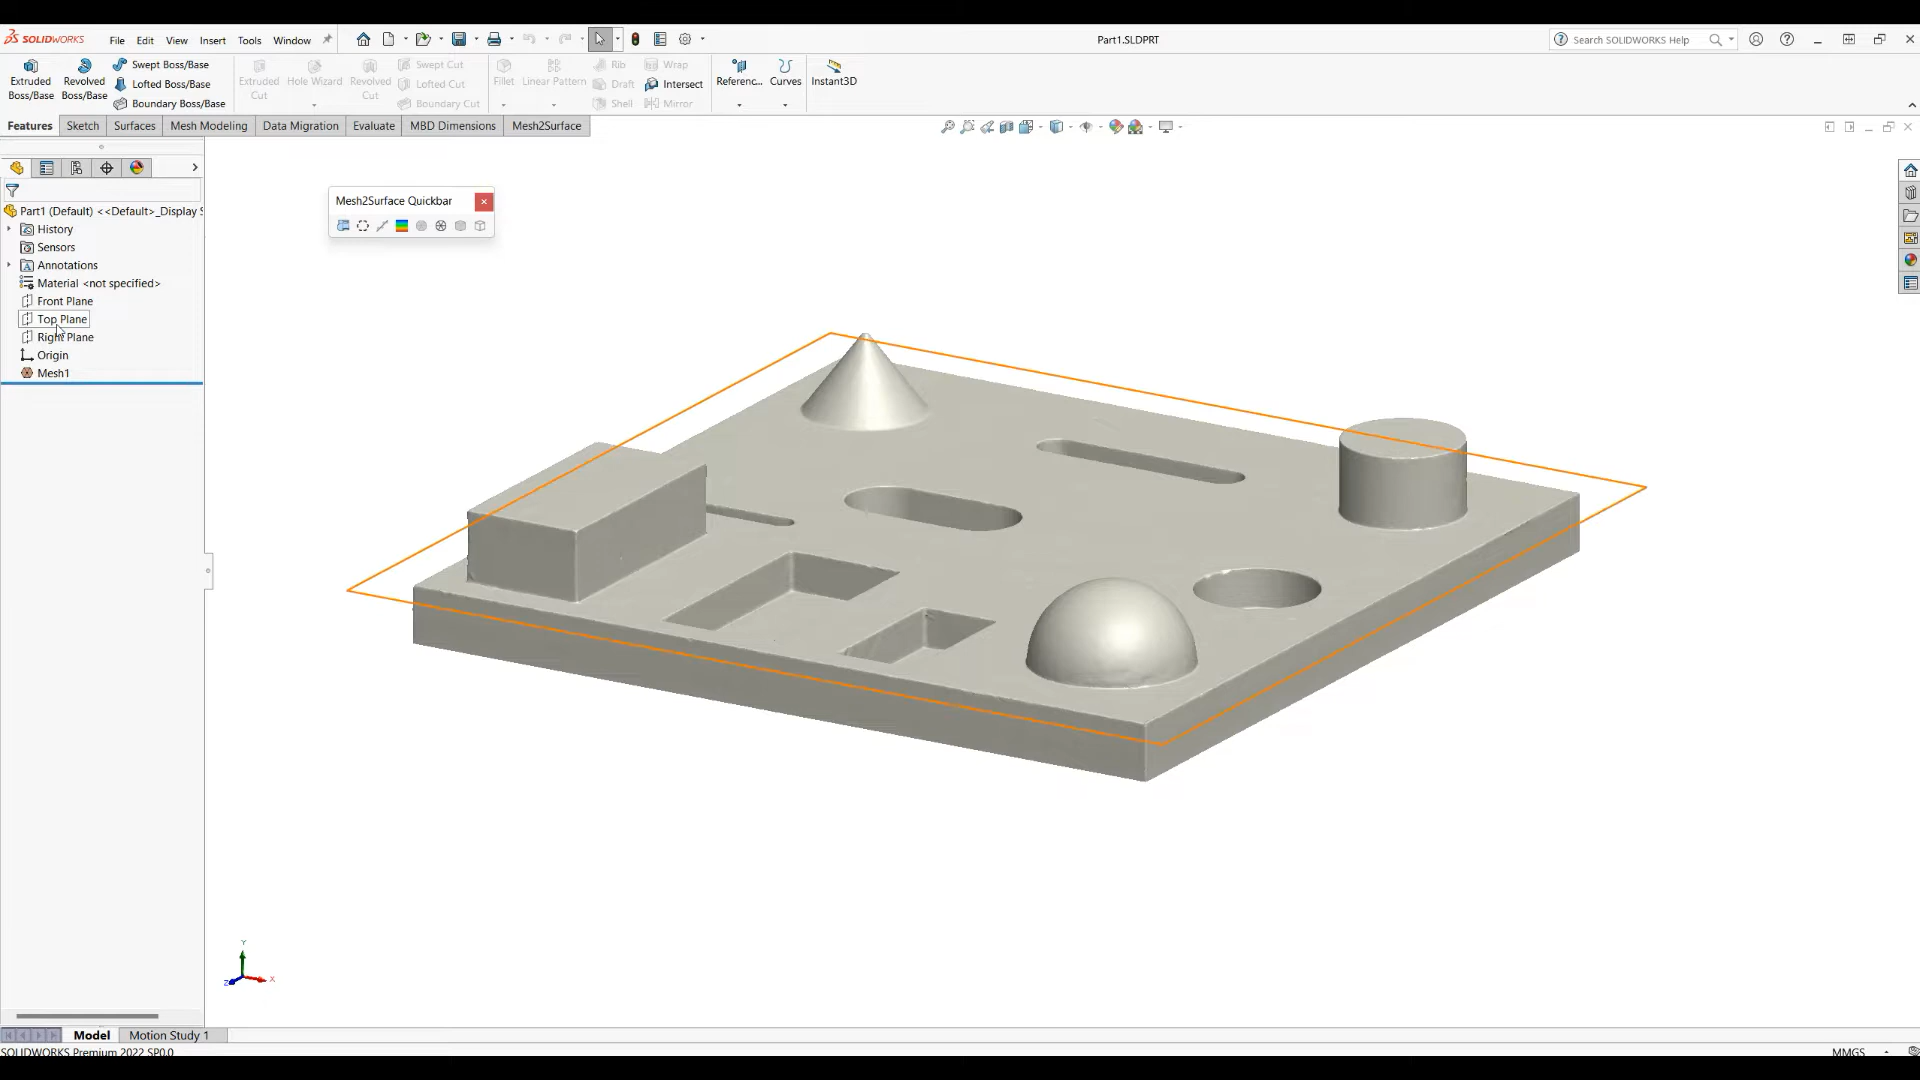 SOLIDWORKS File Edit View Insert Tools Window
Part1.SLDPRT
Search SOLIDWORKS Help
Extruded Boss/Base
Revolved Boss/Base
Swept Boss/Base
Lofted Boss/Base
Boundary Boss/Base
Extruded Cut
Hole Wizard
Revolved Cut
Swept Cut
Lofted Cut
Boundary Cut
Fillet
Linear Pattern
Rib
Draft
Shell
Wrap
Intersect
Mirror
Referenc...
Curves
Instant3D
Features Sketch Surfaces Mesh Modeling Data Migration Evaluate MBD Dimensions Mesh2Surface
Mesh2Surface Quickbar
Part1 (Default) <<Default>_Display S
History
Sensors
Annotations
Material <not specified>
Front Plane
Top Plane
Right Plane
Origin
Mesh1
Y
Z
X
Model Motion Study 1
SOLIDWORKS Premium 2022 SP0.0
MMGS